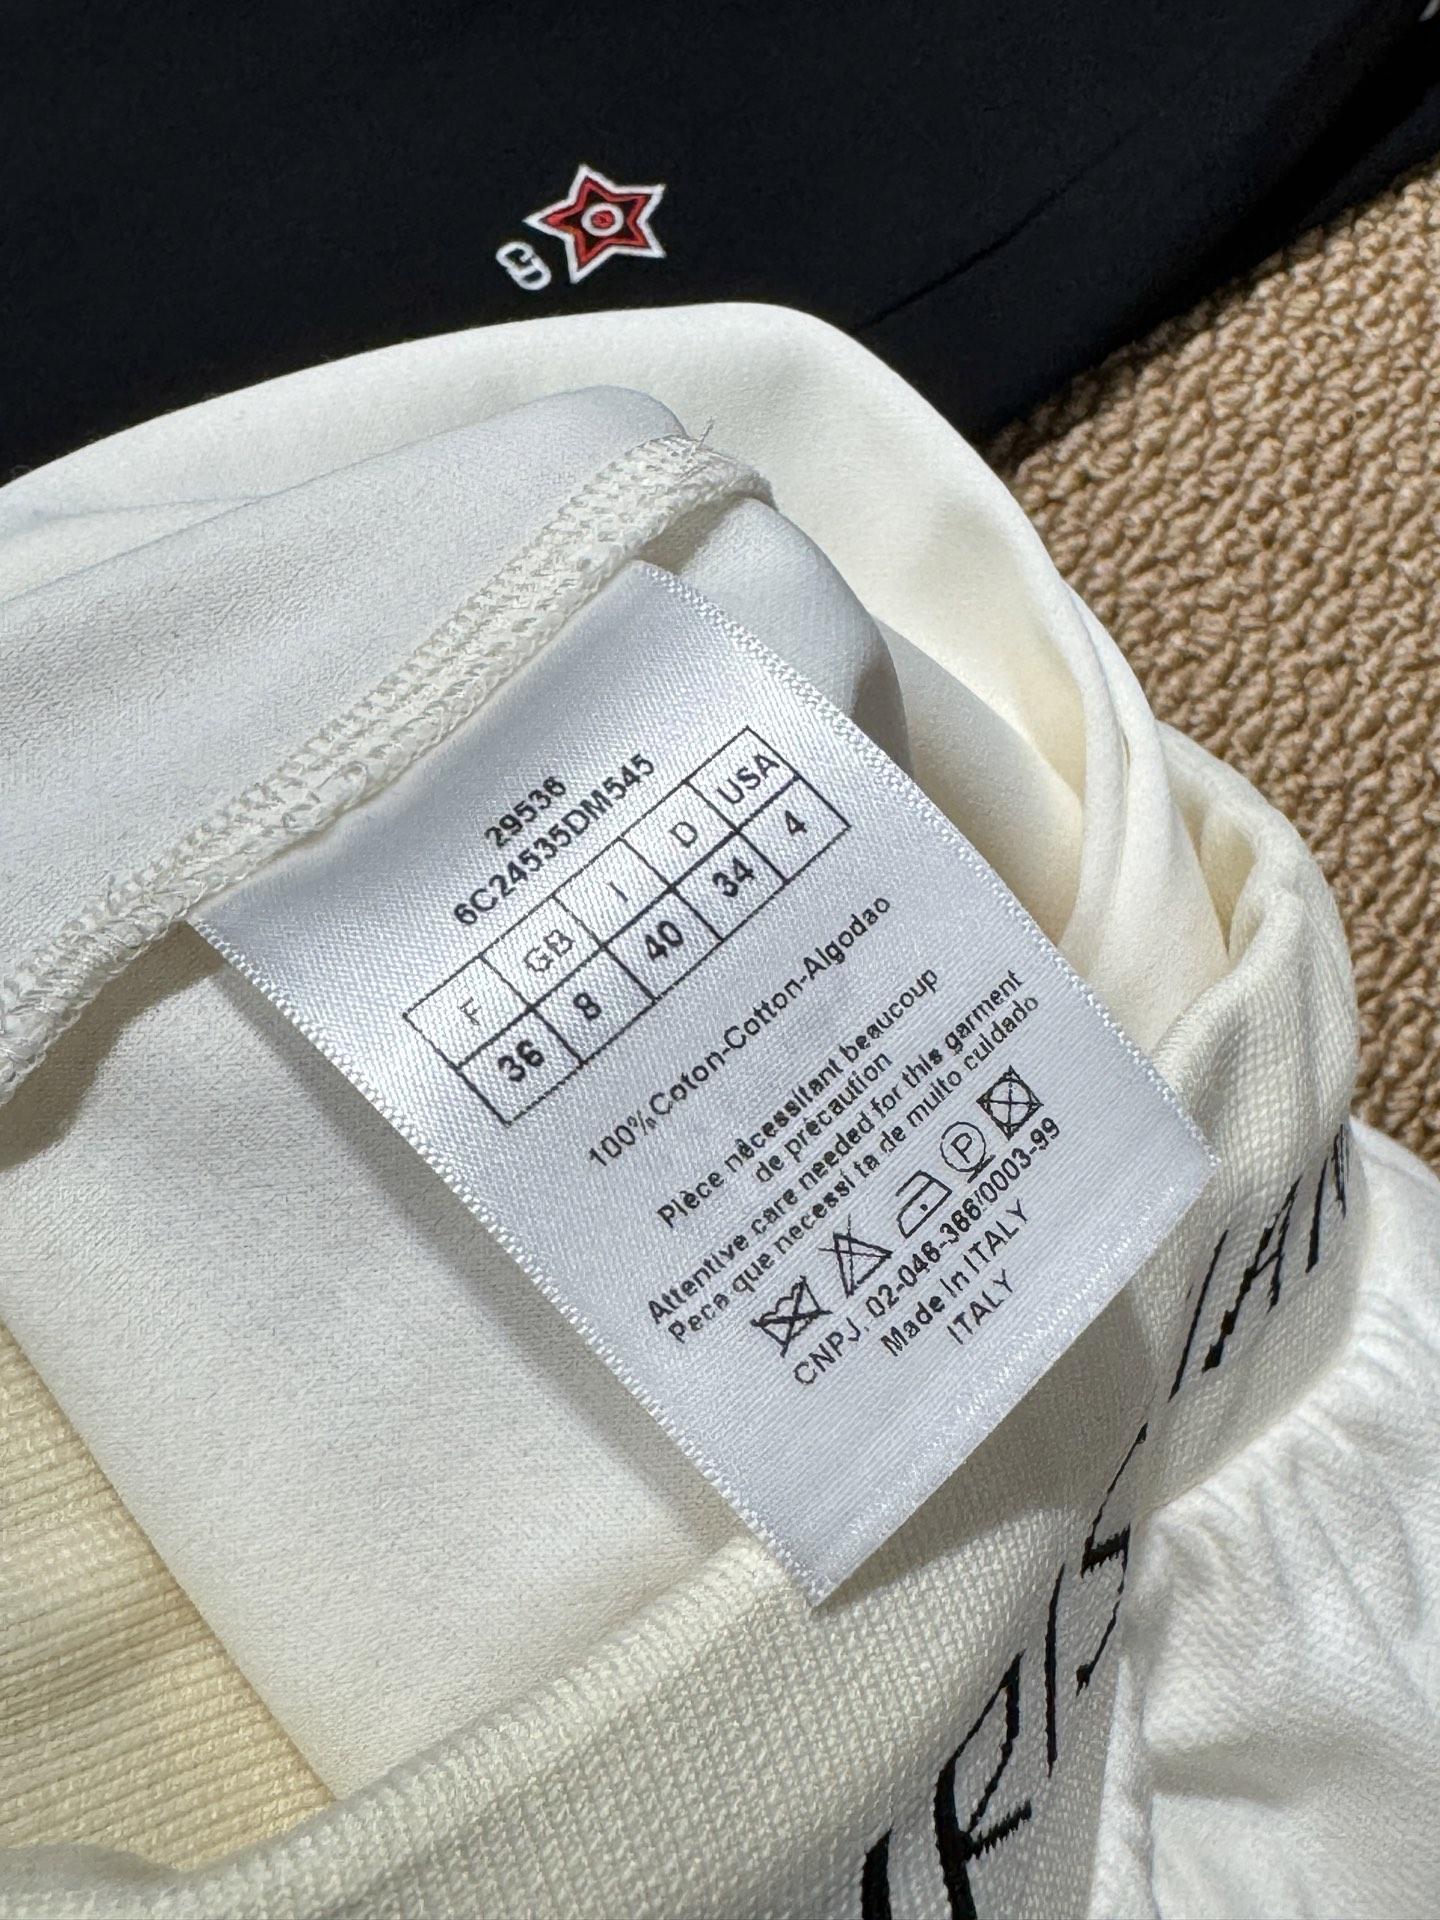 29536
6C24535DM545
F GB I D USA
36 8 40 34 4
100% Coton-Cotton-Algodao
Pièce nécessitant beaucoup
de précaution
Attentive care needed for this garment
Peca que necessi ta de muito cuidado
P
CNPJ. 02-046-366/0003-99
Made In ITALY
ITALY